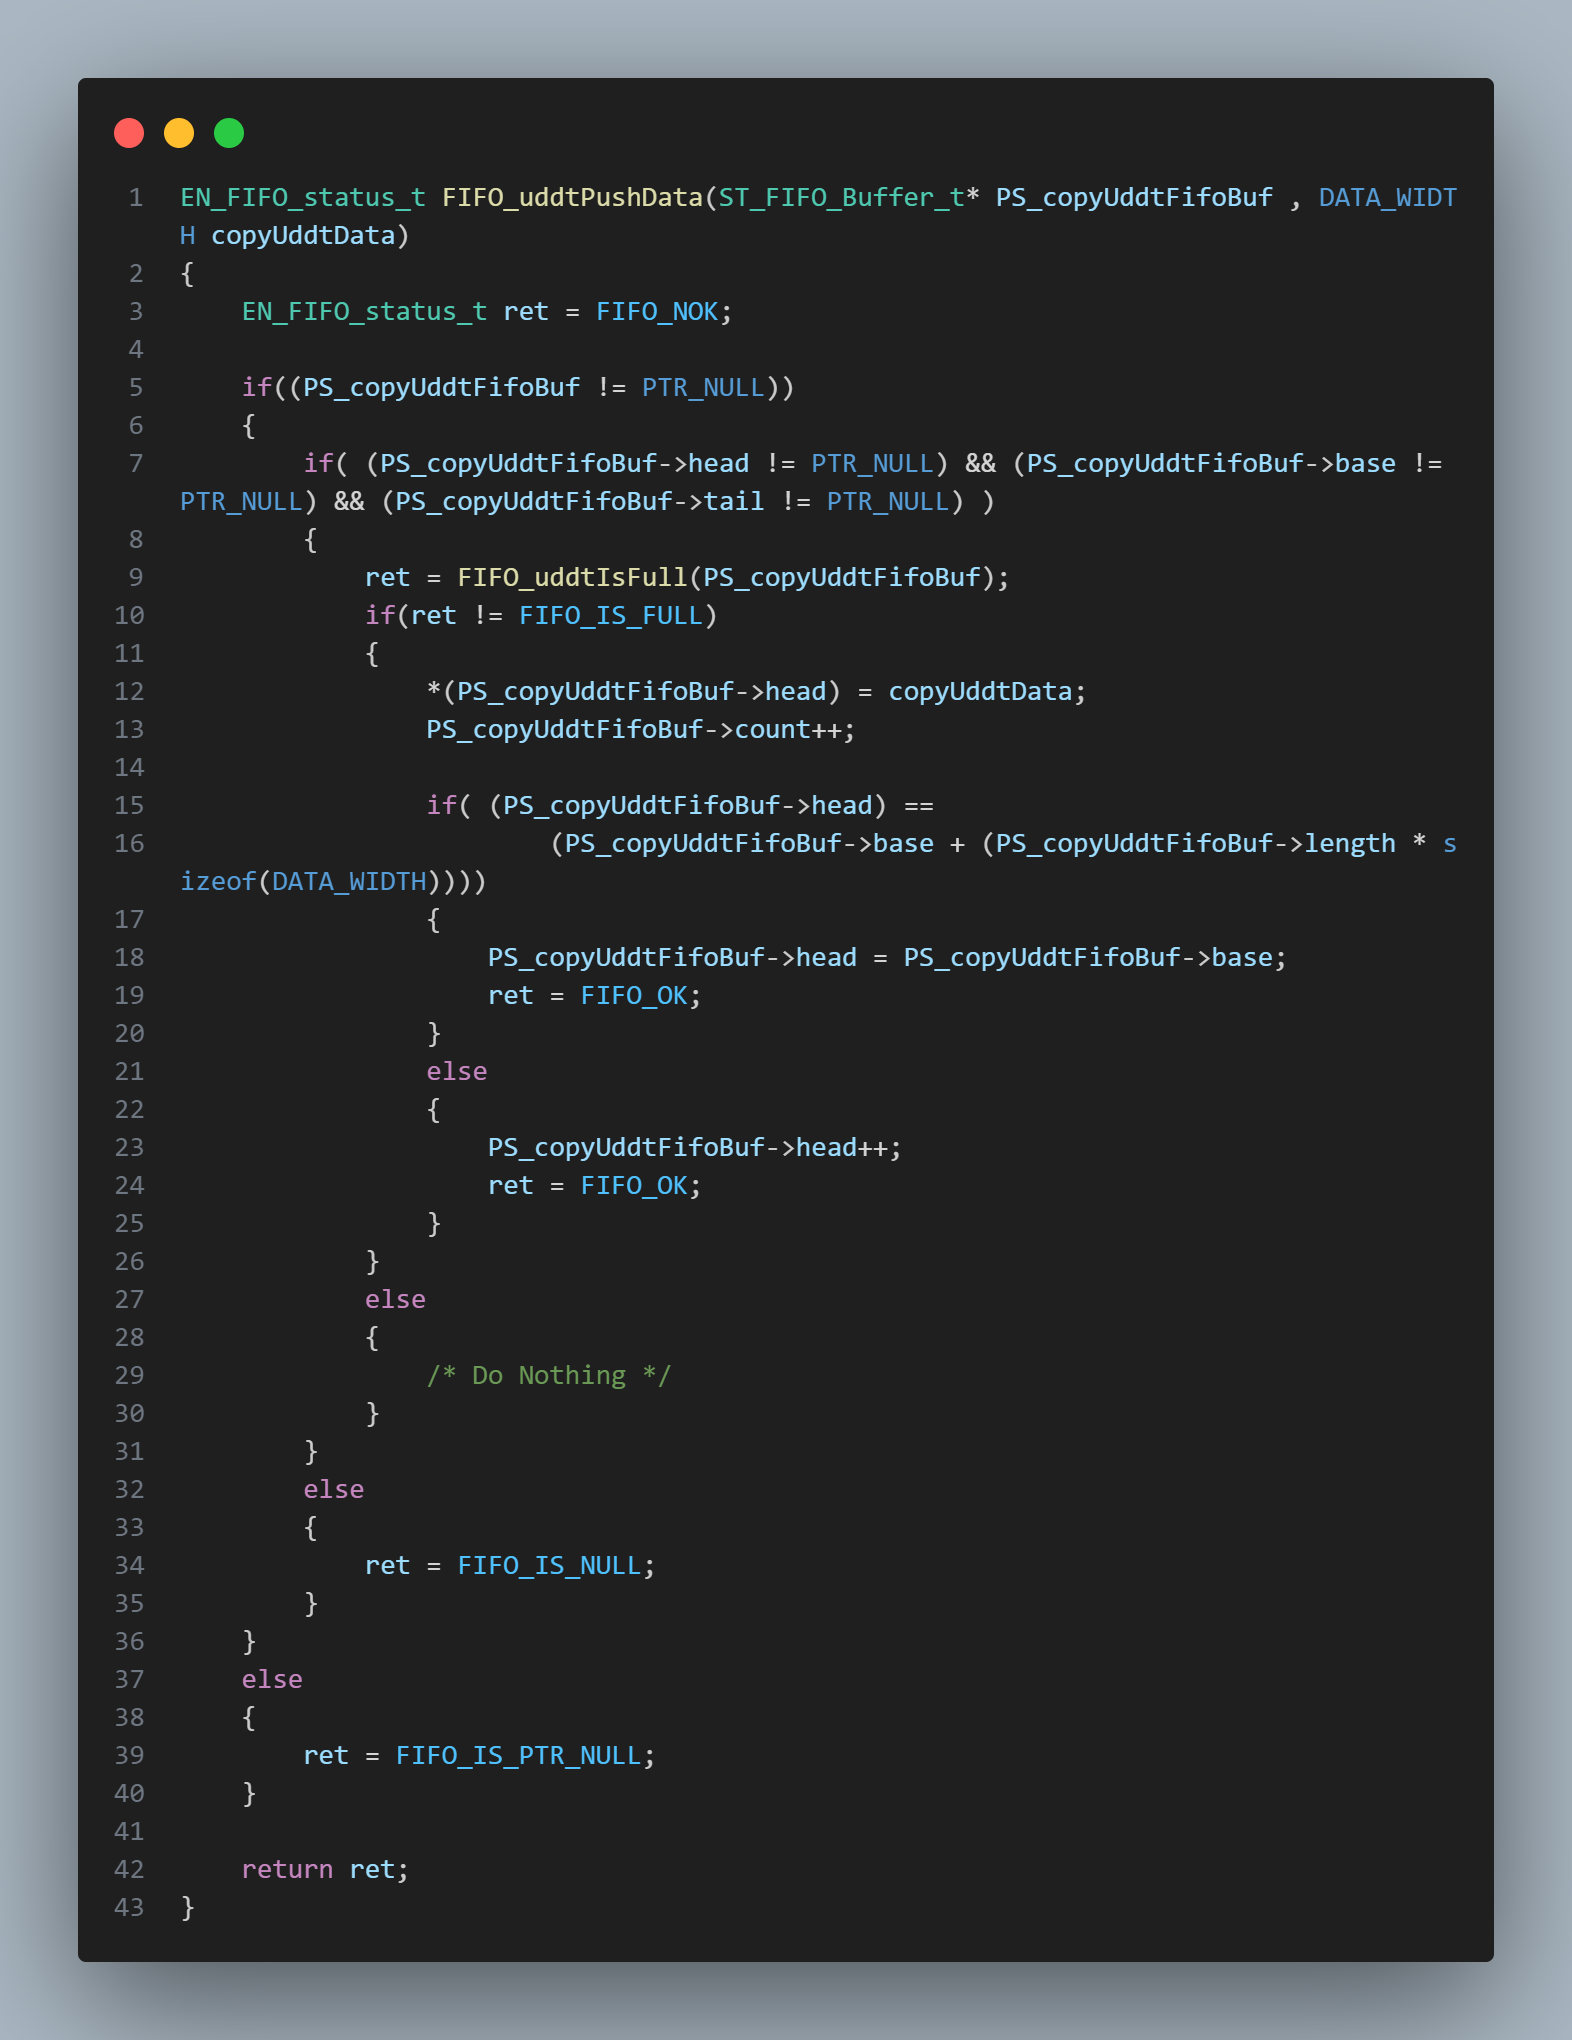 1 EN_FIFO_status_t FIFO_uddtPushData(ST_FIFO_Buffer_t* PS_copyUddtFifoBuf , DATA_WIDT
H copyUddtData)
2 {
3     EN_FIFO_status_t ret = FIFO_NOK;
4
5     if((PS_copyUddtFifoBuf != PTR_NULL))
6     {
7         if( (PS_copyUddtFifoBuf->head != PTR_NULL) && (PS_copyUddtFifoBuf->base !=
PTR_NULL) && (PS_copyUddtFifoBuf->tail != PTR_NULL) )
8         {
9             ret = FIFO_uddtIsFull(PS_copyUddtFifoBuf);
10             if(ret != FIFO_IS_FULL)
11             {
12                 *(PS_copyUddtFifoBuf->head) = copyUddtData;
13                 PS_copyUddtFifoBuf->count++;
14
15                 if( (PS_copyUddtFifoBuf->head) ==
16                         (PS_copyUddtFifoBuf->base + (PS_copyUddtFifoBuf->length * s
izeof(DATA_WIDTH))))
17                 {
18                     PS_copyUddtFifoBuf->head = PS_copyUddtFifoBuf->base;
19                     ret = FIFO_OK;
20                 }
21                 else
22                 {
23                     PS_copyUddtFifoBuf->head++;
24                     ret = FIFO_OK;
25                 }
26             }
27             else
28             {
29                 /* Do Nothing */
30             }
31         }
32         else
33         {
34             ret = FIFO_IS_NULL;
35         }
36     }
37     else
38     {
39         ret = FIFO_IS_PTR_NULL;
40     }
41
42     return ret;
43 }